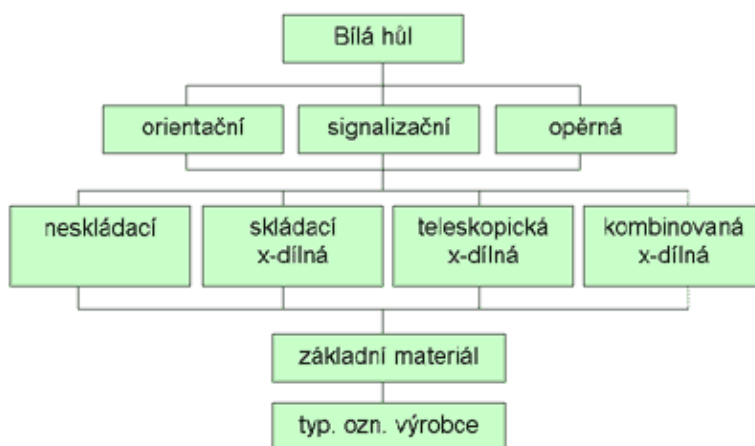 Bílá hůl
orientační
signalizační
opěrná
neskládací
skládací
x-dílná
teleskopická
x-dílná
kombinovaná
x-dílná
základní materiál
typ. ozn. výrobce